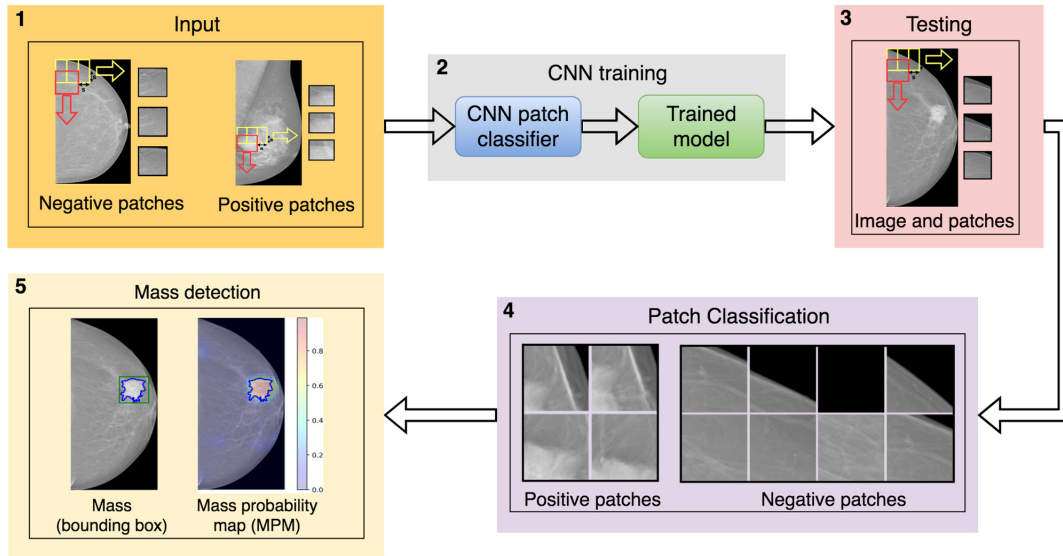 1
Input
s
s
Negative patches
Positive patches
2
CNN training
CNN patch
classifier
Trained
model
3
Testing
s
Image and patches
4
Patch Classification
Positive patches
Negative patches
5
Mass detection
0.8
0.6
0.4
0.2
0.0
Mass
(bounding box)
Mass probability
map (MPM)